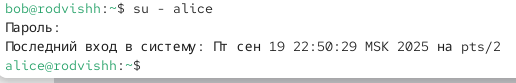 bob@rodvishh:~$ su - alice
Пароль:
Последний вход в систему: Пт сен 19 22:50:29 MSK 2025 на pts/2
alice@rodvishh:~$